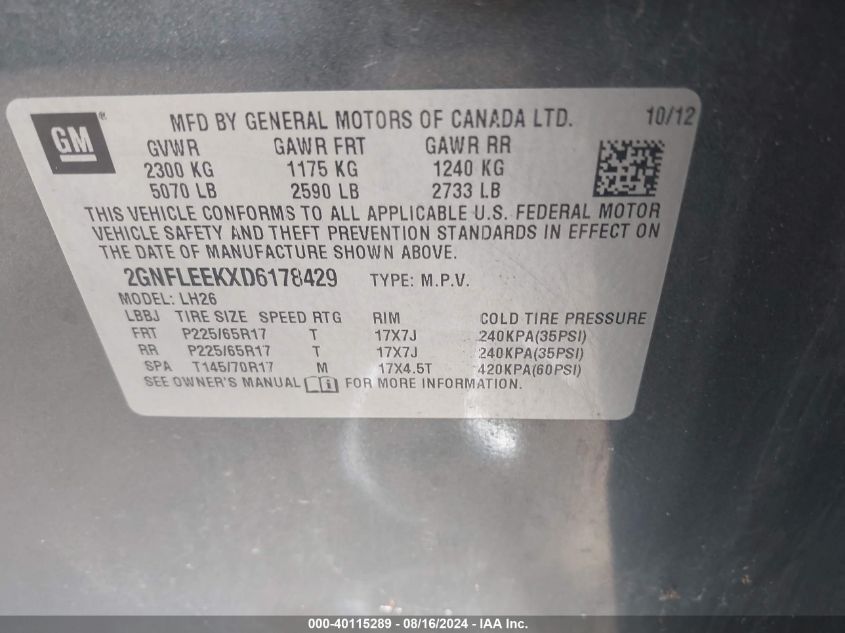 GM ®
MFD BY GENERAL MOTORS OF CANADA LTD. 10/12
GVWR GAWR FRT GAWR RR
2300 KG 1175 KG 1240 KG
5070 LB 2590 LB 2733 LB
THIS VEHICLE CONFORMS TO ALL APPLICABLE U.S. FEDERAL MOTOR
VEHICLE SAFETY AND THEFT PREVENTION STANDARDS IN EFFECT ON
THE DATE OF MANUFACTURE SHOWN ABOVE.
2GNFLEEKXD6178429 TYPE: M.P.V.
MODEL: LH26
LBBJ TIRE SIZE SPEED RTG RIM COLD TIRE PRESSURE
FRT P225/65R17 T 17X7J 240KPA(35PSI)
RR P225/65R17 T 17X7J 240KPA(35PSI)
SPA T145/70R17 M 17X4.5T 420KPA(60PSI)
SEE OWNER'S MANUAL i FOR MORE INFORMATION.
000-40115289 - 08/16/2024 - IAA Inc.